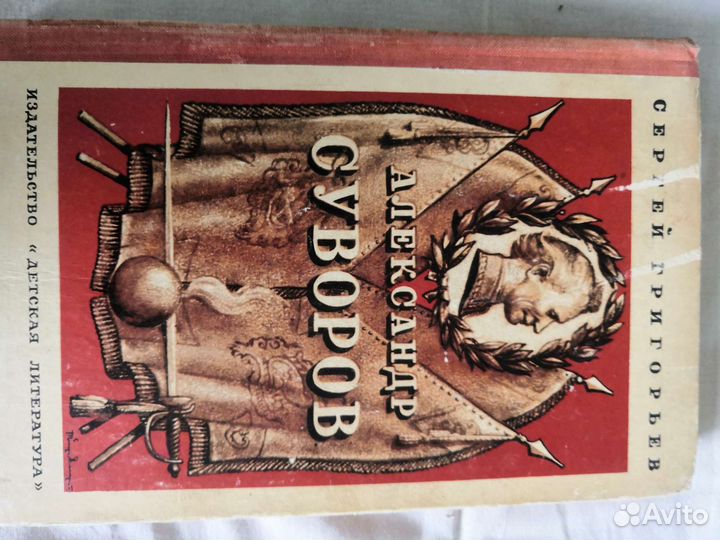 СЕРГЕЙ ГРИГОРЬЕВ
АЛЕКСАНДР
СУВОРОВ
ИЗДАТЕЛЬСТВО « ДЕТСКАЯ ЛИТЕРАТУРА»
Avito